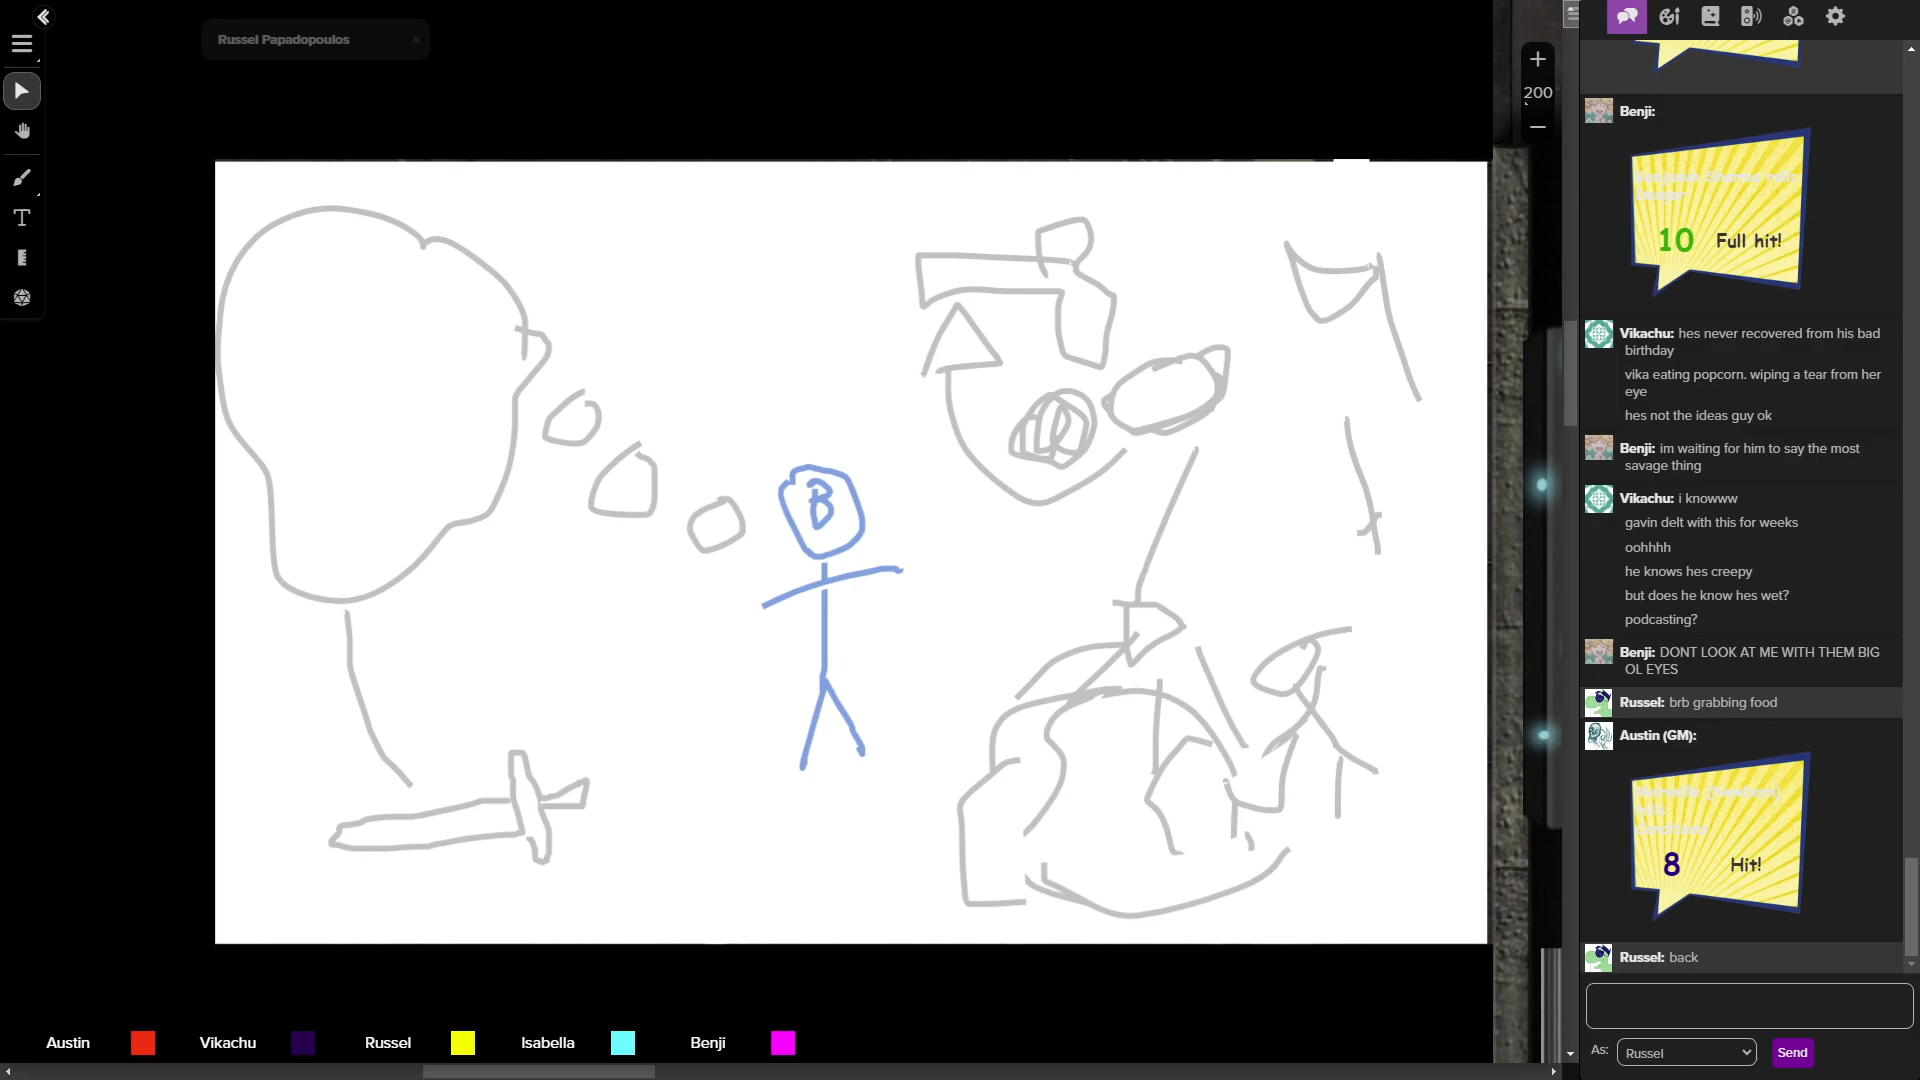 Russel Papadopoulos
200
B
Austin
Vikachu
Russel
Isabella
Benji
Benji:
10 Full hit!
Vikachu: hes never recovered from his bad
birthday
vika eating popcorn. wiping a tear from her
eye
hes not the ideas guy ok
Benji: im waiting for him to say the most
savage thing
Vikachu: i knowww
gavin delt with this for weeks
oohhhh
he knows hes creepy
but does he know hes wet?
podcasting?
Benji: DONT LOOK AT ME WITH THEM BIG
OL EYES
Russel: brb grabbing food
Austin (GM):
8 Hit!
Russel: back
As: Russel
Send